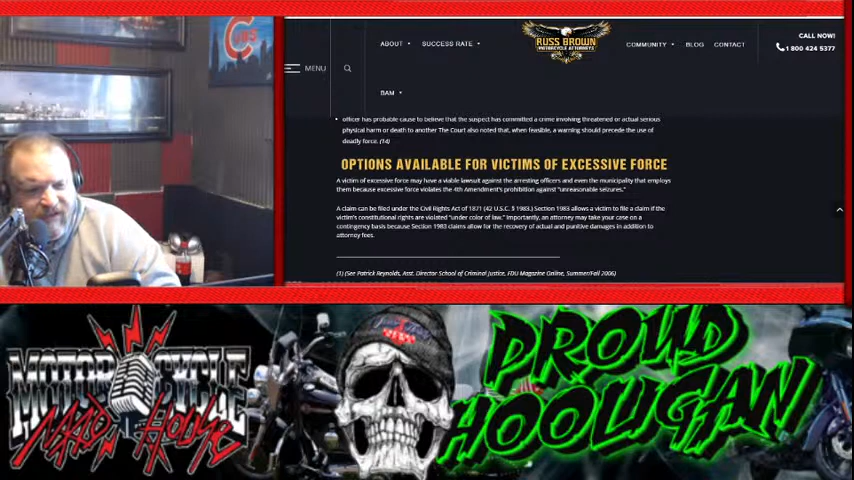 CUBS
ABOUT
SUCCESS RATE
RUSS BROWN
MOTORCYCLE ATTORNEYS
COMMUNITY
BLOG
CONTACT
CALL NOW!
1 800 424 5377
MENU
BAM
officer has probable cause to believe that the suspect has committed a crime involving threatened or actual serious
physical harm or death to another The Court also noted that, when feasible, a warning should precede the use of
deadly force. (14)
OPTIONS AVAILABLE FOR VICTIMS OF EXCESSIVE FORCE
A victim of excessive force may have a viable lawsuit against the arresting officers and even the municipality that employs
them because excessive force violates the 4th Amendment's prohibition against "unreasonable seizures."
A claim can be filed under the Civil Rights Act of 1871 (42 U.S.C. § 1983.) Section 1983 allows a victim to file a claim if the
victim's constitutional rights are violated "under color of law." Importantly, an attorney may take your case on a
contingency basis because Section 1983 claims allow for the recovery of actual and punitive damages in addition to
attorney fees.
(1) (See Patrick Reynolds, Asst. Director School of Criminal Justice, FDU Magazine Online, Summer/Fall 2006)
MOTORCYCLE
MAD House
PROUD
HOOLIGAN